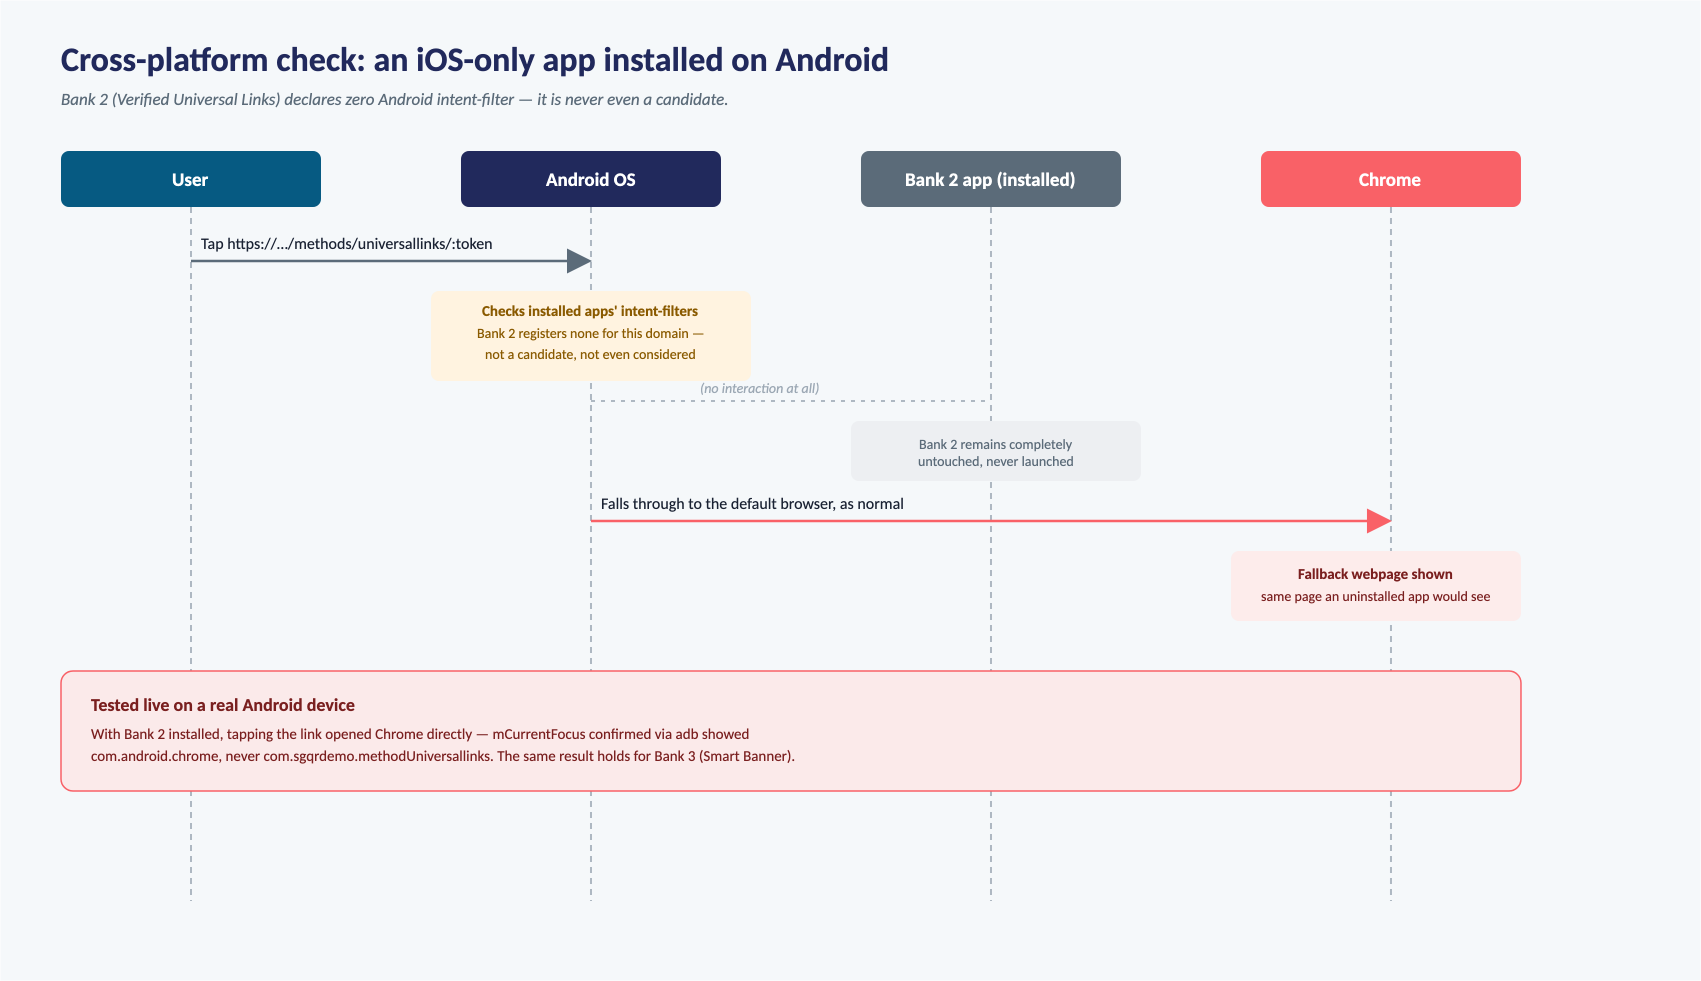 Cross-platform check: an iOS-only app installed on Android
Bank 2 (Verified Universal Links) declares zero Android intent-filter — it is never even a candidate.
User
Android OS
Bank 2 app (installed)
Chrome
Tap https://.../methods/universallinks/:token
Checks installed apps' intent-filters
Bank 2 registers none for this domain —
not a candidate, not even considered
(no interaction at all)
Bank 2 remains completely
untouched, never launched
Falls through to the default browser, as normal
Fallback webpage shown
same page an uninstalled app would see
Tested live on a real Android device
With Bank 2 installed, tapping the link opened Chrome directly — mCurrentFocus confirmed via adb showed
com.android.chrome, never com.sgqrdemo.methodUniversallinks. The same result holds for Bank 3 (Smart Banner).